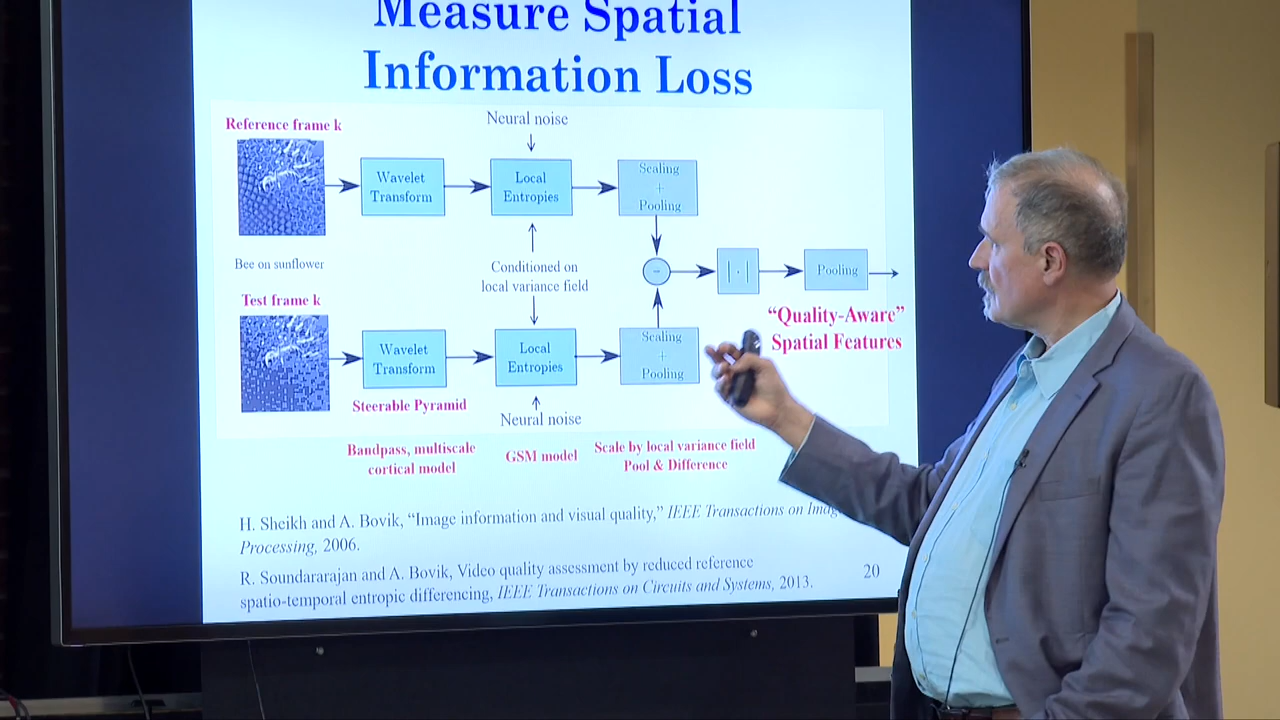 Measure Spatial
Information Loss
Reference frame k
Neural noise
Wavelet
Transform
Local
Entropies
Scaling
+
Pooling
Bee on sunflower
Conditioned on
local variance field
-
| · |
Pooling
Test frame k
"Quality-Aware"
Spatial Features
Wavelet
Transform
Local
Entropies
Scaling
+
Pooling
Steerable Pyramid
Neural noise
Bandpass, multiscale
cortical model
GSM model
Scale by local variance field
Pool & Difference
H. Sheikh and A. Bovik, "Image information and visual quality," IEEE Transactions on
Processing, 2006.
R. Soundararajan and A. Bovik, Video quality assessment by reduced reference
spatio-temporal entropic differencing, IEEE Transactions on Circuits and Systems, 2013.
20